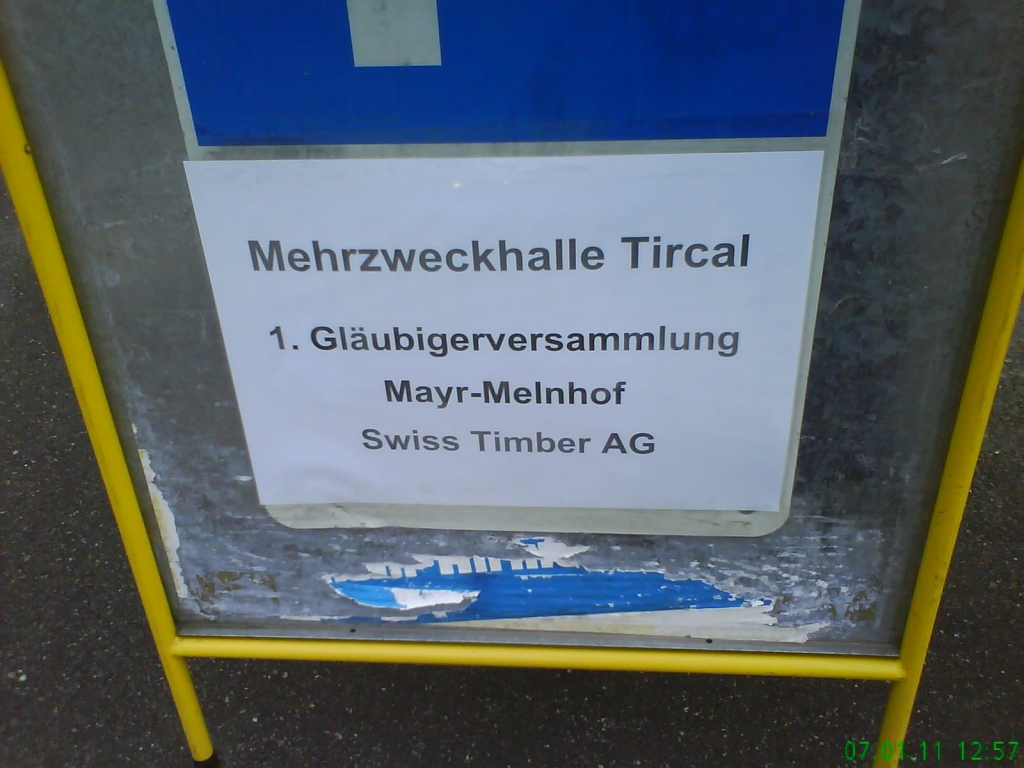 Mehrzweckhalle Tircal
1. Gläubigerversammlung
Mayr-Melnhof
Swiss Timber AG
07.01.11 12:57